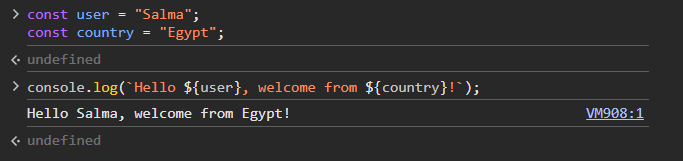 > const user = "Salma";
const country = "Egypt";
undefined
> console.log(`Hello ${user}, welcome from ${country}!`);
Hello Salma, welcome from Egypt! VM908:1
undefined